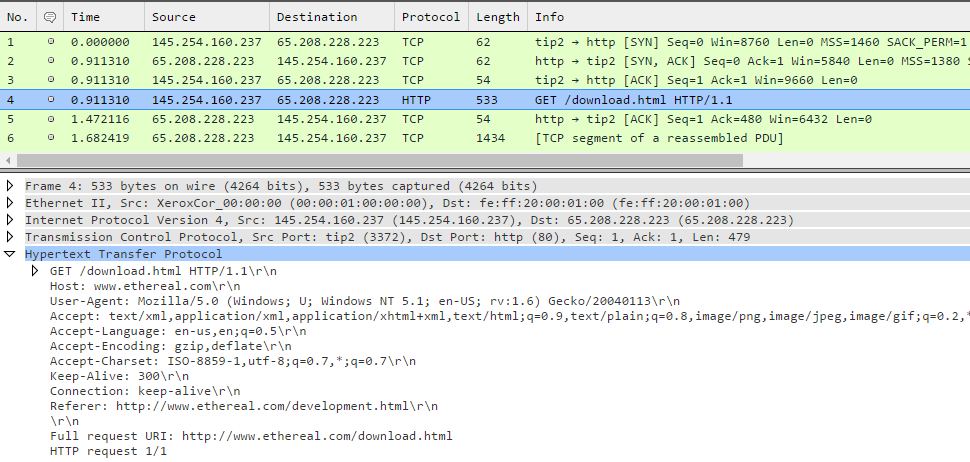 No. Time Source Destination Protocol Length Info
1 0.000000 145.254.160.237 65.208.228.223 TCP 62 tip2 → http [SYN] Seq=0 Win=8760 Len=0 MSS=1460 SACK_PERM=1
2 0.911310 65.208.228.223 145.254.160.237 TCP 62 http → tip2 [SYN, ACK] Seq=0 Ack=1 Win=5840 Len=0 MSS=1380 S
3 0.911310 145.254.160.237 65.208.228.223 TCP 54 tip2 → http [ACK] Seq=1 Ack=1 Win=9660 Len=0
4 0.911310 145.254.160.237 65.208.228.223 HTTP 533 GET /download.html HTTP/1.1
5 1.472116 65.208.228.223 145.254.160.237 TCP 54 http → tip2 [ACK] Seq=1 Ack=480 Win=6432 Len=0
6 1.682419 65.208.228.223 145.254.160.237 TCP 1434 [TCP segment of a reassembled PDU]
Frame 4: 533 bytes on wire (4264 bits), 533 bytes captured (4264 bits)
Ethernet II, Src: XeroxCor_00:00:00 (00:00:01:00:00:00), Dst: fe:ff:20:00:01:00 (fe:ff:20:00:01:00)
Internet Protocol Version 4, Src: 145.254.160.237 (145.254.160.237), Dst: 65.208.228.223 (65.208.228.223)
Transmission Control Protocol, Src Port: tip2 (3372), Dst Port: http (80), Seq: 1, Ack: 1, Len: 479
Hypertext Transfer Protocol
GET /download.html HTTP/1.1\r\n
Host: www.ethereal.com\r\n
User-Agent: Mozilla/5.0 (Windows; U; Windows NT 5.1; en-US; rv:1.6) Gecko/20040113\r\n
Accept: text/xml,application/xml,application/xhtml+xml,text/html;q=0.9,text/plain;q=0.8,image/png,image/jpeg,image/gif;q=0.2,*
Accept-Language: en-us,en;q=0.5\r\n
Accept-Encoding: gzip,deflate\r\n
Accept-Charset: ISO-8859-1,utf-8;q=0.7,*;q=0.7\r\n
Keep-Alive: 300\r\n
Connection: keep-alive\r\n
Referer: http://www.ethereal.com/development.html\r\n
\r\n
Full request URI: http://www.ethereal.com/download.html
HTTP request 1/1